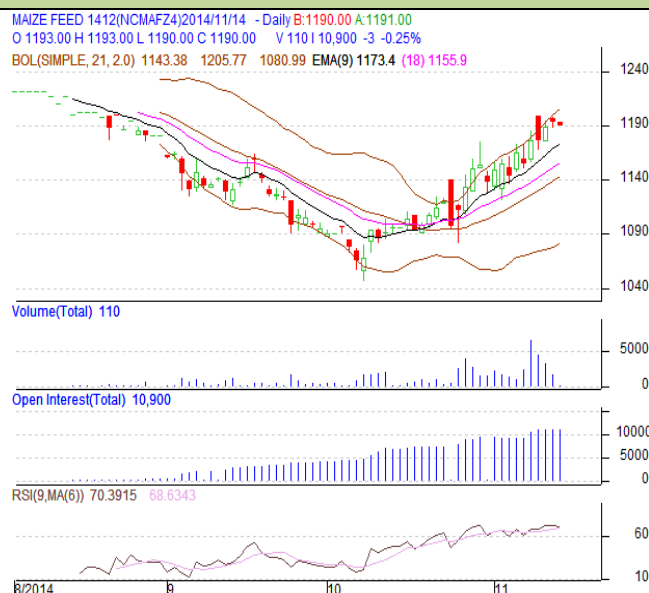 MAIZE FEED 1412(NCMAFZ4)2014/11/14 - Daily B:1190.00 A:1191.00
O 1193.00 H 1193.00 L 1190.00 C 1190.00 V 110 I 10,900 -3 -0.25%
BOL(SIMPLE, 21, 2.0) 1143.38 1205.77 1080.99 EMA(9) 1173.4 (18) 1155.9
1240
1190
1140
1090
1040
Volume(Total) 110
5000
0
Open Interest(Total) 10,900
10000
5000
0
RSI(9,MA(6)) 70.3915 68.6343
60
10
8/2014 9 10 11